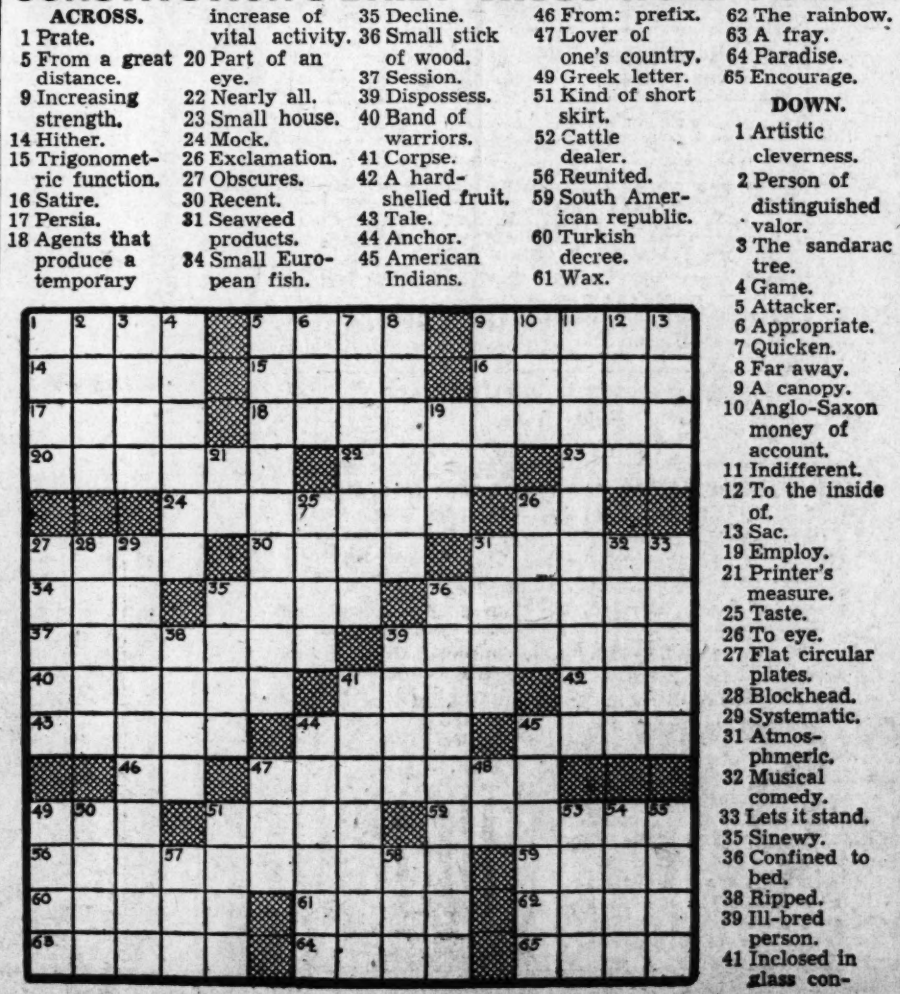 ACROSS.
1 Prate.
5 From a great
distance.
9 Increasing
strength.
14 Hither.
15 Trigonomet-
ric function.
16 Satire.
17 Persia.
18 Agents that
produce a
temporary
increase of
vital activity.
20 Part of an
eye.
22 Nearly all.
23 Small house.
24 Mock.
26 Exclamation.
27 Obscures.
30 Recent.
31 Seaweed
products.
34 Small Euro-
pean fish.
35 Decline.
36 Small stick
of wood.
37 Session.
39 Dispossess.
40 Band of
warriors.
41 Corpse.
42 A hard-
shelled fruit.
43 Tale.
44 Anchor.
45 American
Indians.
46 From: prefix.
47 Lover of
one's country.
49 Greek letter.
51 Kind of short
skirt.
52 Cattle
dealer.
56 Reunited.
59 South Amer-
ican republic.
60 Turkish
decree.
61 Wax.
62 The rainbow.
63 A fray.
64 Paradise.
65 Encourage.
DOWN.
1 Artistic
cleverness.
2 Person of
distinguished
valor.
3 The sandarac
tree.
4 Game.
5 Attacker.
6 Appropriate.
7 Quicken.
8 Far away.
9 A canopy.
10 Anglo-Saxon
money of
account.
11 Indifferent.
12 To the inside
of.
13 Sac.
19 Employ.
21 Printer's
measure.
25 Taste.
26 To eye.
27 Flat circular
plates.
28 Blockhead.
29 Systematic.
31 Atmos-
phmeric.
32 Musical
comedy.
33 Lets it stand.
35 Sinewy.
36 Confined to
bed.
38 Ripped.
39 Ill-bred
person.
41 Inclosed in
glass con-
1 2 3 4 5 6 7 8 9 10 11 12 13
14 15 16
17 18 19
20 21 22 23
24 25 26
27 28 29 30 31 32 33
34 35 36
37 38 39
40 41 42
43 44 45
46 47 48
49 50 51 52 53 54 55
56 57 58 59
60 61 62
63 64 65